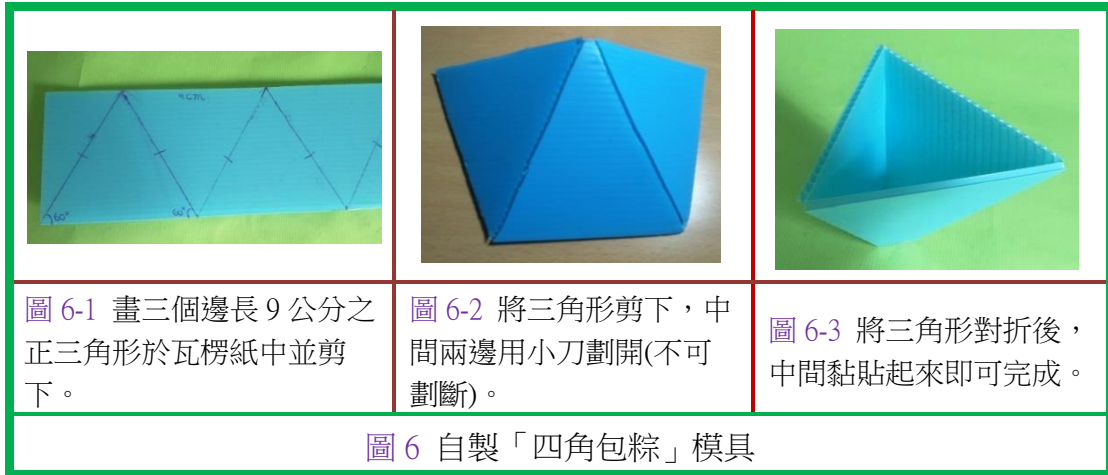 9cm
60°
圖 6-1 畫三個邊長 9 公分之
正三角形於瓦楞紙中並剪
下。
圖 6-2 將三角形剪下，中
間兩邊用小刀劃開(不可
劃斷)。
圖 6-3 將三角形對折後，
中間黏貼起來即可完成。
圖 6 自製「四角包粽」模具